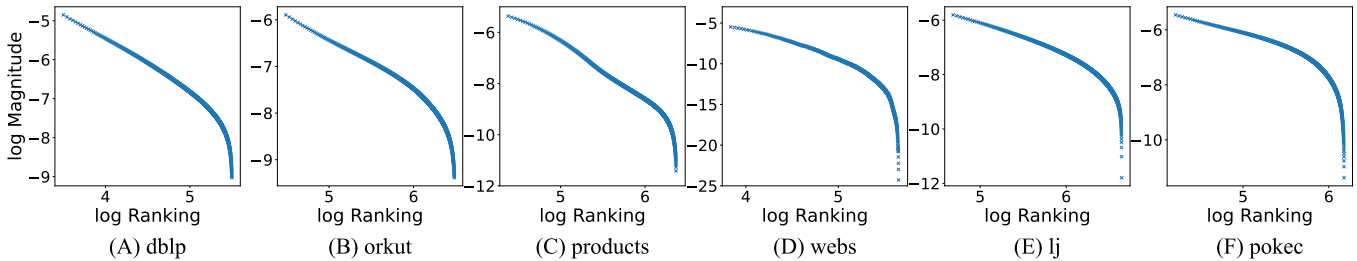 log Magnitude
−5
−6
−7
−8
−9
4
5
log Ranking
(A) dblp
−6
−7
−8
−9
5
6
log Ranking
(B) orkut
−6
−8
−10
−12
5
6
log Ranking
(C) products
−5
−10
−15
−20
−25
4
5
log Ranking
(D) webs
−6
−8
−10
−12
5
6
log Ranking
(E) lj
−6
−8
−10
5
6
log Ranking
(F) pokec